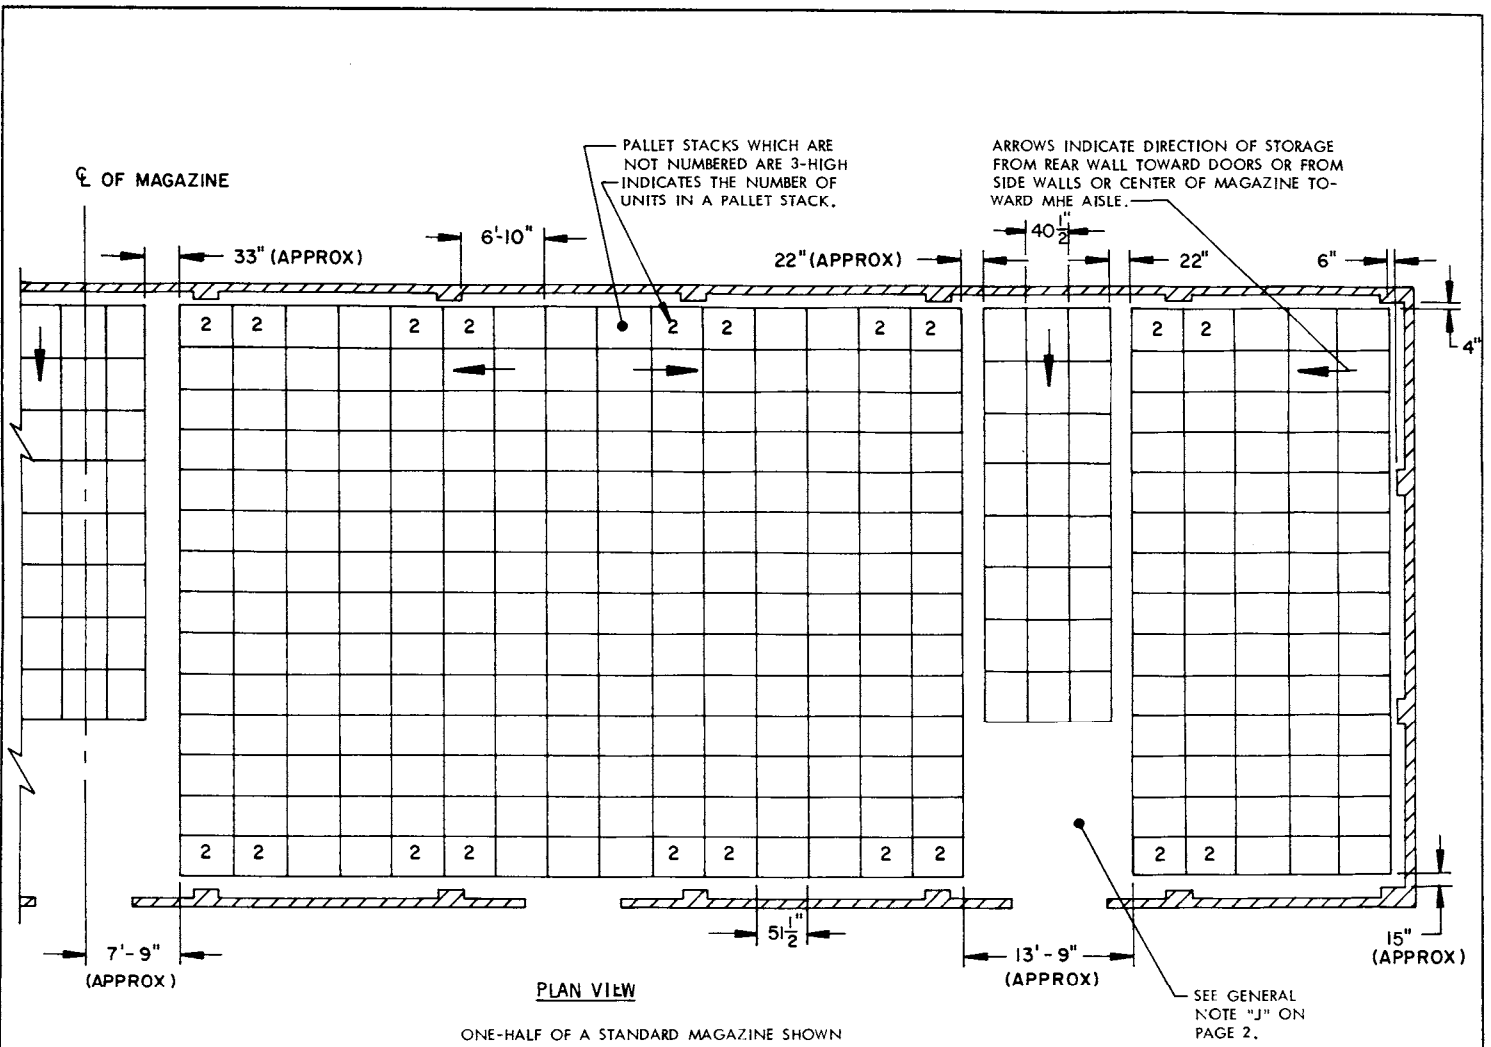 PALLET STACKS WHICH ARE
NOT NUMBERED ARE 3-HIGH
INDICATES THE NUMBER OF
UNITS IN A PALLET STACK.
ARROWS INDICATE DIRECTION OF STORAGE
FROM REAR WALL TOWARD DOORS OR FROM
SIDE WALLS OR CENTER OF MAGAZINE TO-
WARD MHE AISLE.
℄ OF MAGAZINE
33" (APPROX)
6'-10"
22" (APPROX)
40 1/2"
22"
6"
4"
2 2 2 2 2 2 2 2 2 2
2 2 2 2 2 2 2 2 2 2
7'-9"
(APPROX)
51 1/2"
13'-9"
(APPROX)
15"
(APPROX)
PLAN VIEW
SEE GENERAL
NOTE "J" ON
PAGE 2.
ONE-HALF OF A STANDARD MAGAZINE SHOWN